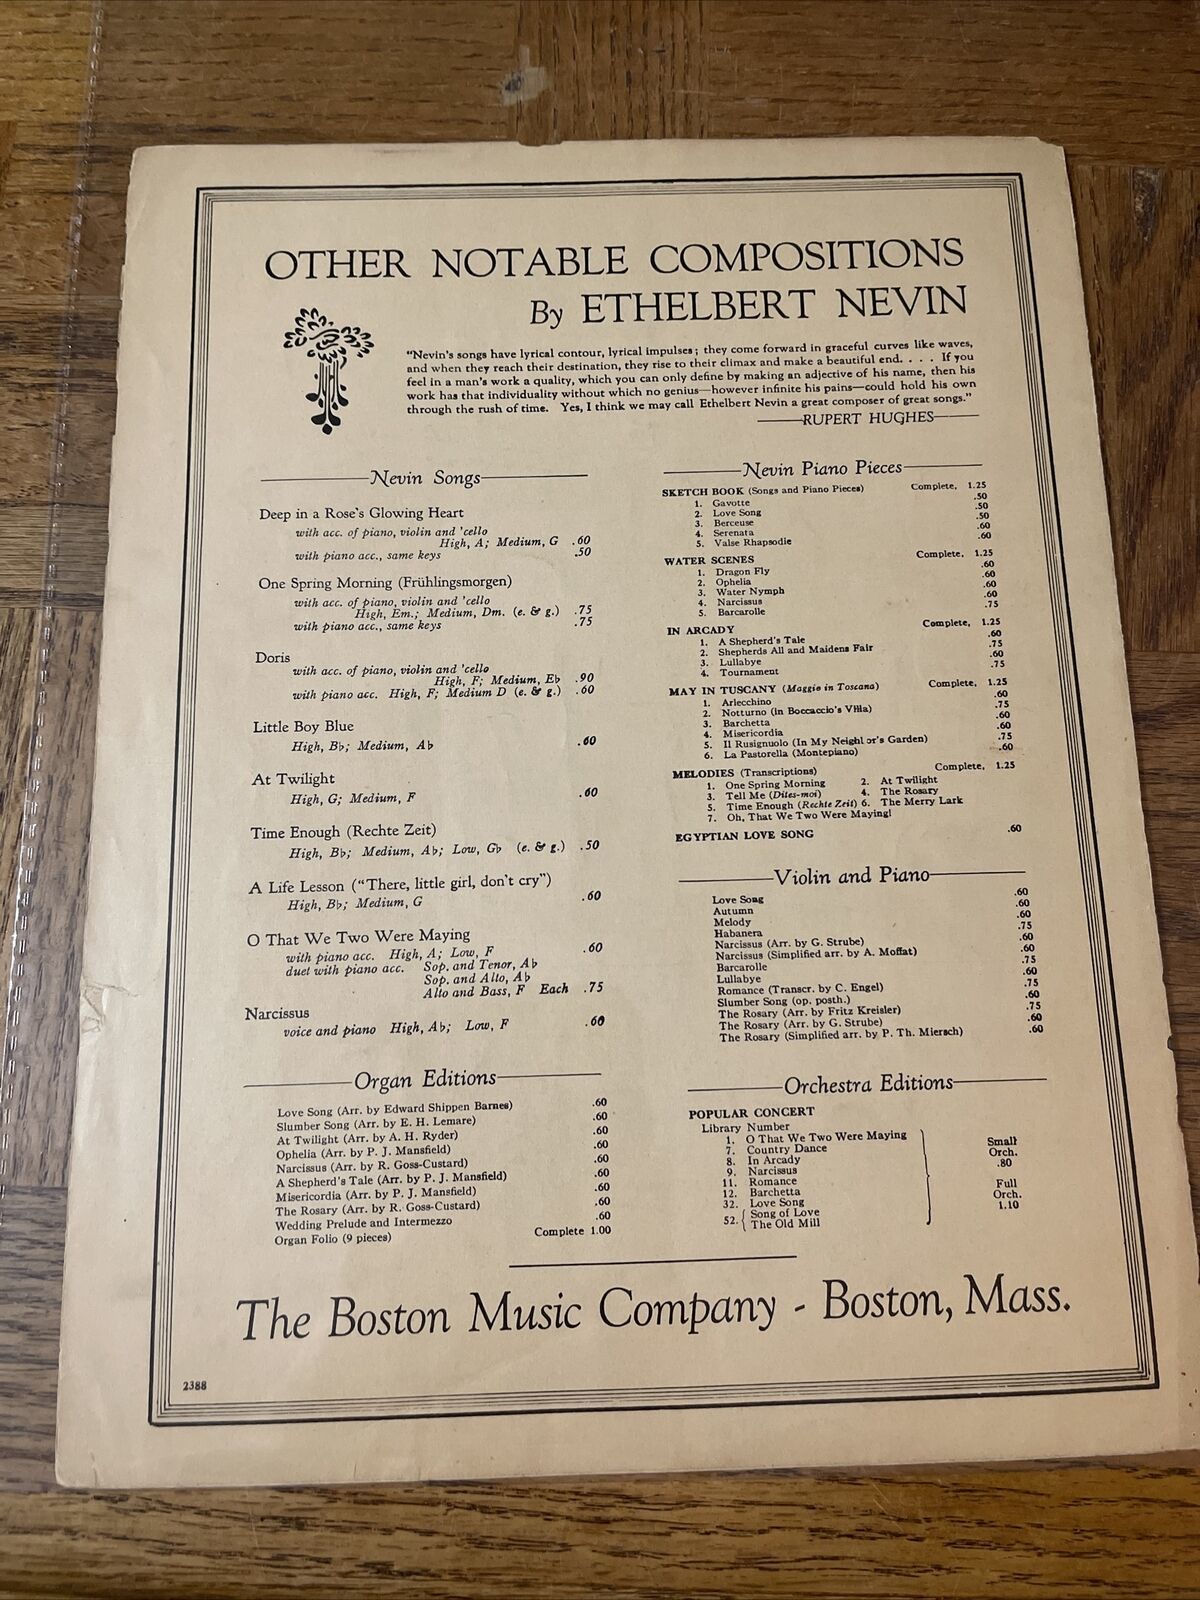 OTHER NOTABLE COMPOSITIONS
By ETHELBERT NEVIN
"Nevin's songs have lyrical contour, lyrical impulses; they come forward in graceful curves like waves,
and when they reach their destination, they rise to their climax and make a beautiful end. . . . If you
feel in a man's work a quality, which you can only define by making an adjective of his name, then his
work has that individuality without which no genius—however infinite his pains—could hold his own
through the rush of time. Yes, I think we may call Ethelbert Nevin a great composer of great songs."
RUPERT HUGHES
Nevin Songs
Deep in a Rose's Glowing Heart
with acc. of piano, violin and 'cello
High, A; Medium, G .60
with piano acc., same keys .50
One Spring Morning (Frühlingsmorgen)
with acc. of piano, violin and 'cello
High, Em.; Medium, Dm. (e. & g.) .75
with piano acc., same keys .75
Doris
with acc. of piano, violin and 'cello
High, F; Medium, E♭ .90
with piano acc. High, F; Medium D (e. & g.) .60
Little Boy Blue
High, B♭; Medium, A♭ .60
At Twilight
High, G; Medium, F .60
Time Enough (Rechte Zeit)
High, B♭; Medium, A♭; Low, G♭ (e. & g.) .50
A Life Lesson ("There, little girl, don't cry")
High, B♭; Medium, G .60
O That We Two Were Maying
with piano acc. High, A; Low, F .60
duet with piano acc. Sop. and Tenor, A♭
Sop. and Alto, A♭
Alto and Bass, F Each .75
Narcissus
voice and piano High, A♭; Low, F .60
Organ Editions
Love Song (Arr. by Edward Shippen Barnes) .60
Slumber Song (Arr. by E. H. Lemare) .60
At Twilight (Arr. by A. H. Ryder) .60
Ophelia (Arr. by P. J. Mansfield) .60
Narcissus (Arr. by R. Goss-Custard) .60
A Shepherd's Tale (Arr. by P. J. Mansfield) .60
Misericordia (Arr. by P. J. Mansfield) .60
The Rosary (Arr. by R. Goss-Custard) .60
Wedding Prelude and Intermezzo .60
Organ Folio (9 pieces) Complete 1.00
Nevin Piano Pieces
SKETCH BOOK (Songs and Piano Pieces) Complete, 1.25
1. Gavotte .50
2. Love Song .50
3. Berceuse .50
4. Serenata .60
5. Valse Rhapsodie .60
WATER SCENES Complete, 1.25
1. Dragon Fly .60
2. Ophelia .60
3. Water Nymph .60
4. Narcissus .60
5. Barcarolle .75
IN ARCADY Complete, 1.25
1. A Shepherd's Tale .60
2. Shepherds All and Maidens Fair .75
3. Lullabye .60
4. Tournament .75
MAY IN TUSCANY (Maggio in Toscana) Complete, 1.25
1. Arlecchino .60
2. Notturno (in Boccaccio's Villa) .75
3. Barchetta .60
4. Misericordia .60
5. Il Rusignuolo (In My Neighbor's Garden) .75
6. La Pastorella (Montepiano) .60
MELODIES (Transcriptions) Complete, 1.25
1. One Spring Morning 2. At Twilight
3. Tell Me (Dites-moi) 4. The Rosary
5. Time Enough (Rechte Zeit) 6. The Merry Lark
7. Oh, That We Two Were Maying!
EGYPTIAN LOVE SONG .60
Violin and Piano
Love Song .60
Autumn .60
Melody .60
Habanera .75
Narcissus (Arr. by G. Strube) .60
Narcissus (Simplified arr. by A. Moffat) .60
Barcarolle .75
Lullabye .60
Romance (Transcr. by C. Engel) .75
Slumber Song (op. posth.) .60
The Rosary (Arr. by Fritz Kreisler) .75
The Rosary (Arr. by G. Strube) .60
The Rosary (Simplified arr. by P. Th. Miersch) .60
Orchestra Editions
POPULAR CONCERT
Library Number
1. O That We Two Were Maying
7. Country Dance
8. In Arcady
9. Narcissus
11. Romance
12. Barchetta
32. Love Song
52. { Song of Love
The Old Mill
Small
Orch.
.80
Full
Orch.
1.10
The Boston Music Company - Boston, Mass.
2388